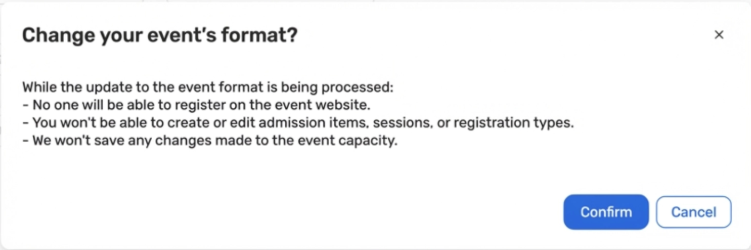 Change your event's format?
While the update to the event format is being processed:
- No one will be able to register on the event website.
- You won't be able to create or edit admission items, sessions, or registration types.
- We won't save any changes made to the event capacity.
Confirm
Cancel